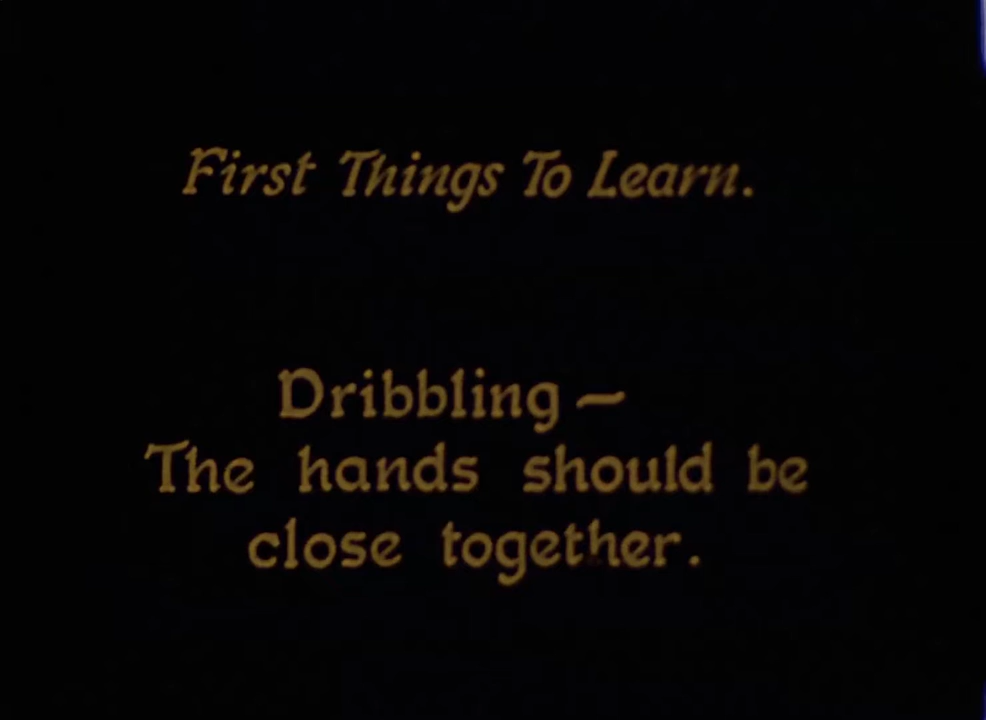 First Things To Learn.
Dribbling —
The hands should be
close together.